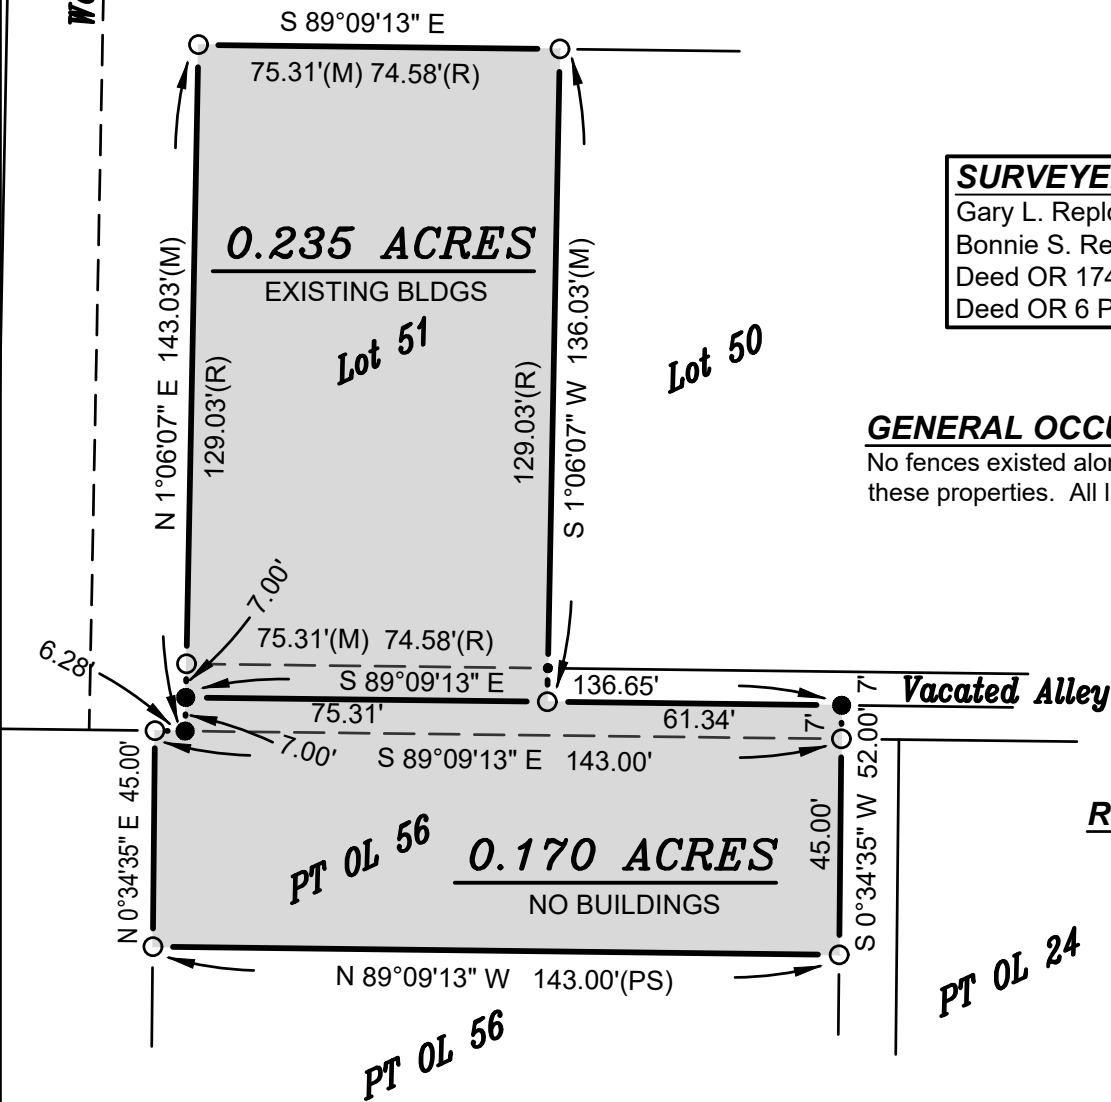 S 89°09'13" E
75.31'(M) 74.58'(R)
0.235 ACRES
EXISTING BLDGS
Lot 51
Lot 50
N 1°06'07" E 143.03'(M)
129.03'(R)
129.03'(R)
S 1°06'07" W 136.03'(M)
SURVEYE
Gary L. Replo
Bonnie S. Re
Deed OR 174
Deed OR 6 P
GENERAL OCCU
No fences existed alon
these properties. All l
7.00'
75.31'(M) 74.58'(R)
6.28'
S 89°09'13" E
136.65'
7'
Vacated Alley
75.31'
61.34'
7'
7.00'
S 89°09'13" E 143.00'
N 0°34'35" E 45.00'
PT OL 56
0.170 ACRES
NO BUILDINGS
45.00'
S 0°34'35" W 52.00'
R
N 89°09'13" W 143.00'(PS)
PT OL 24
PT OL 56